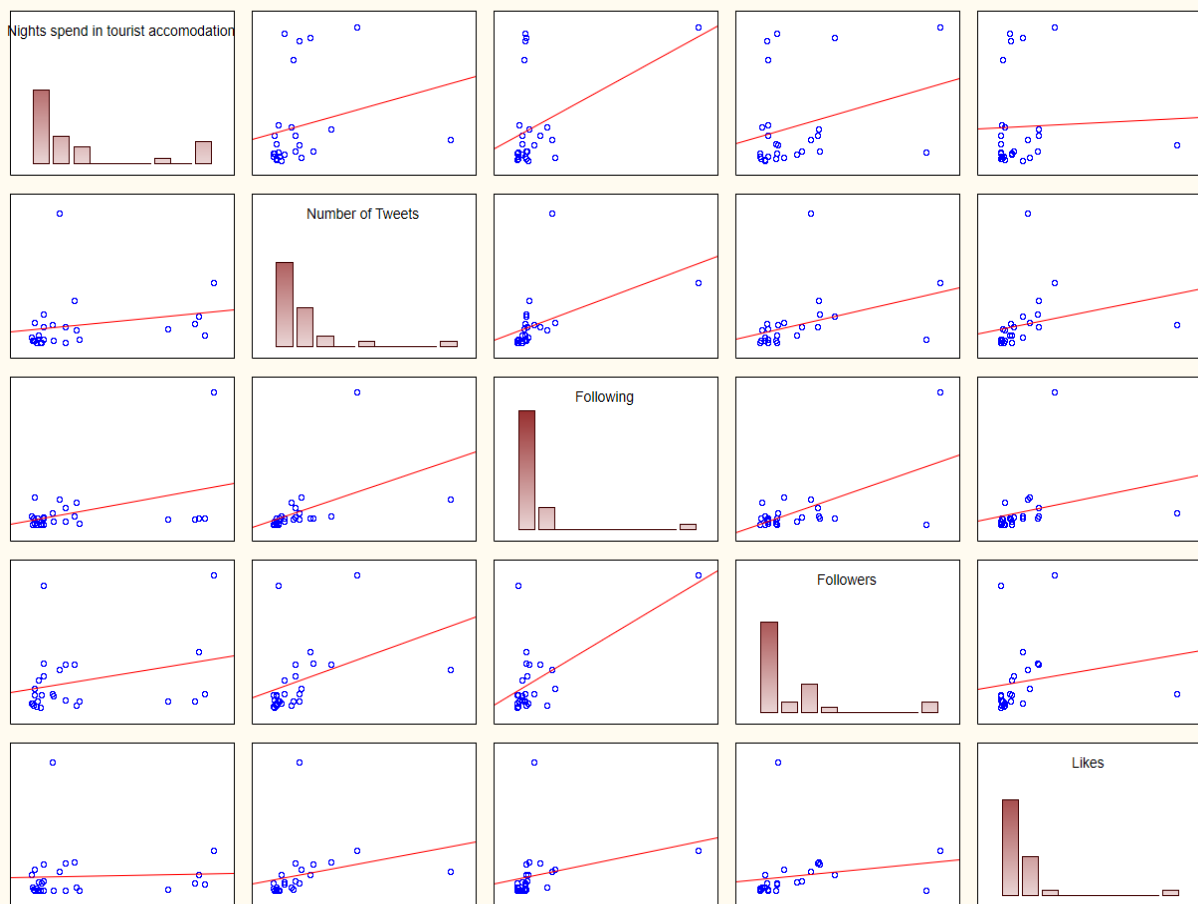 Nights spend in tourist accomodation
Number of Tweets
Following
Followers
Likes